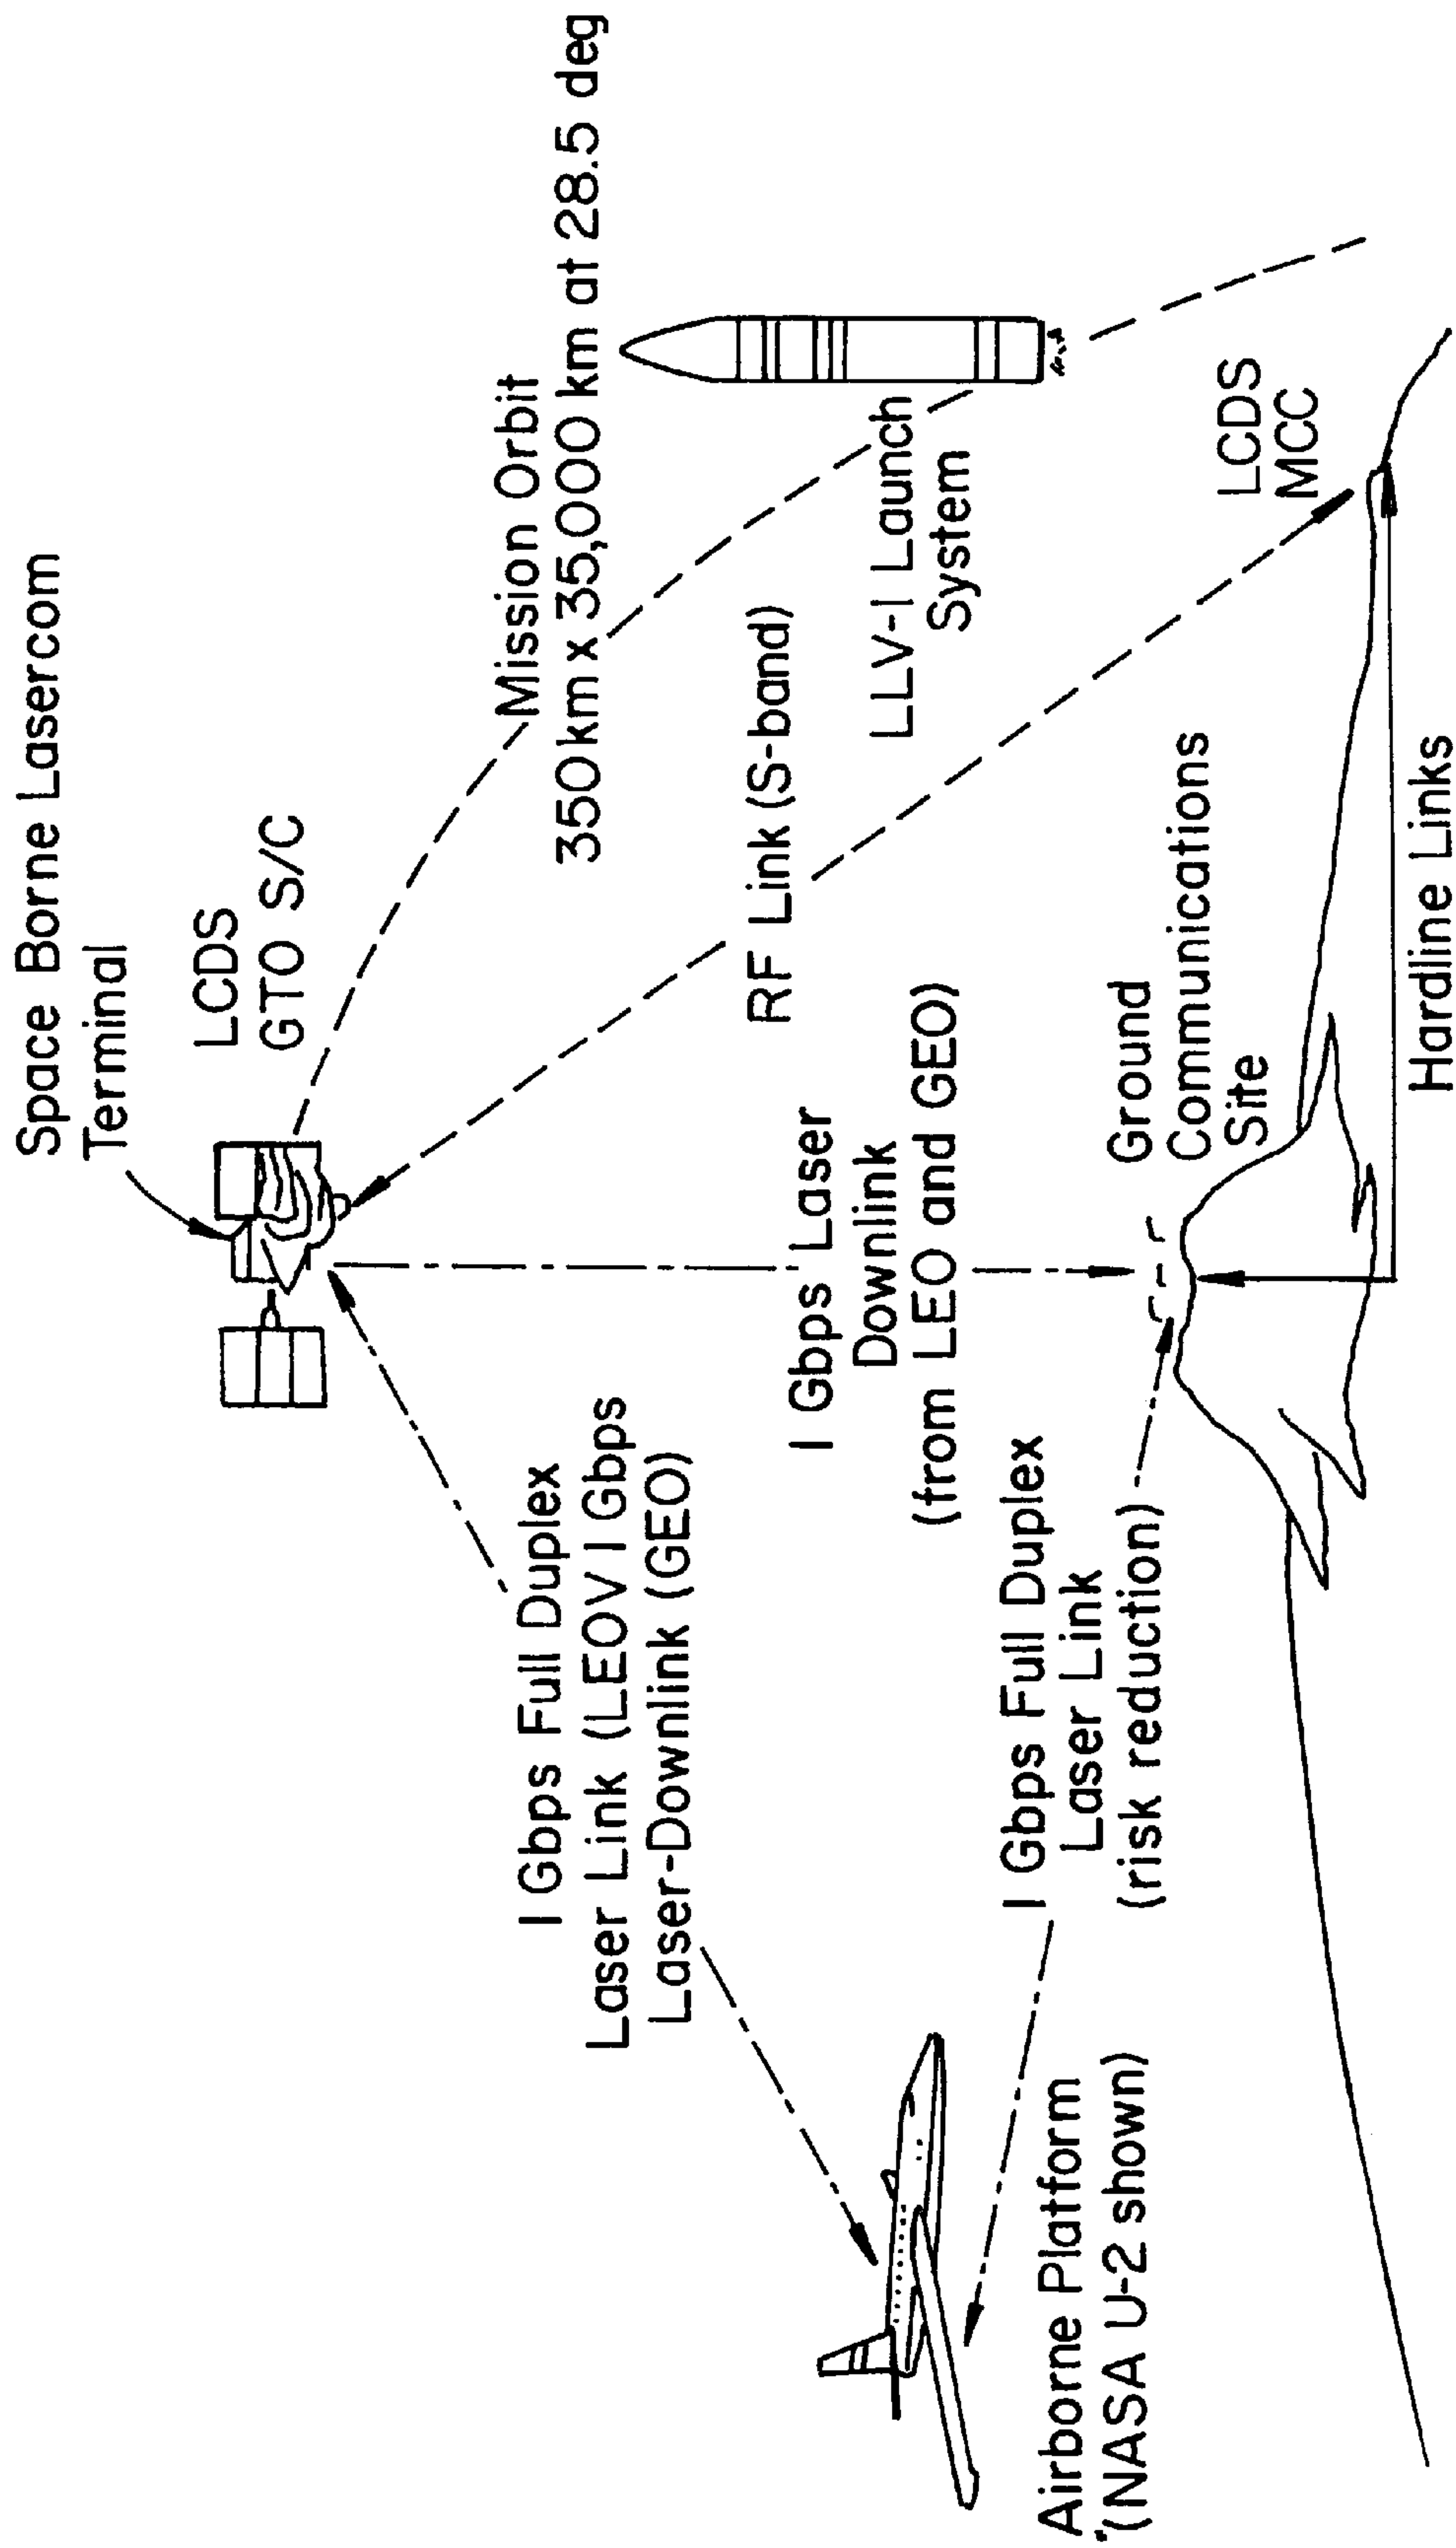 Space Borne Lasercom
Terminal
LCDS
GTO S/C
Mission Orbit
350km x 35,000 km at 28.5 deg
1 Gbps Full Duplex
Laser Link (LEOV 1 Gbps
Laser-Downlink (GEO)
RF Link (S-band)
1 Gbps Laser
Downlink
(from LEO and GEO)
LLV-1 Launch
System
1 Gbps Full Duplex
Laser Link
(risk reduction)
Airborne Platform
(NASA U-2 shown)
Ground
Communications
Site
LCDS
MCC
Hardline Links